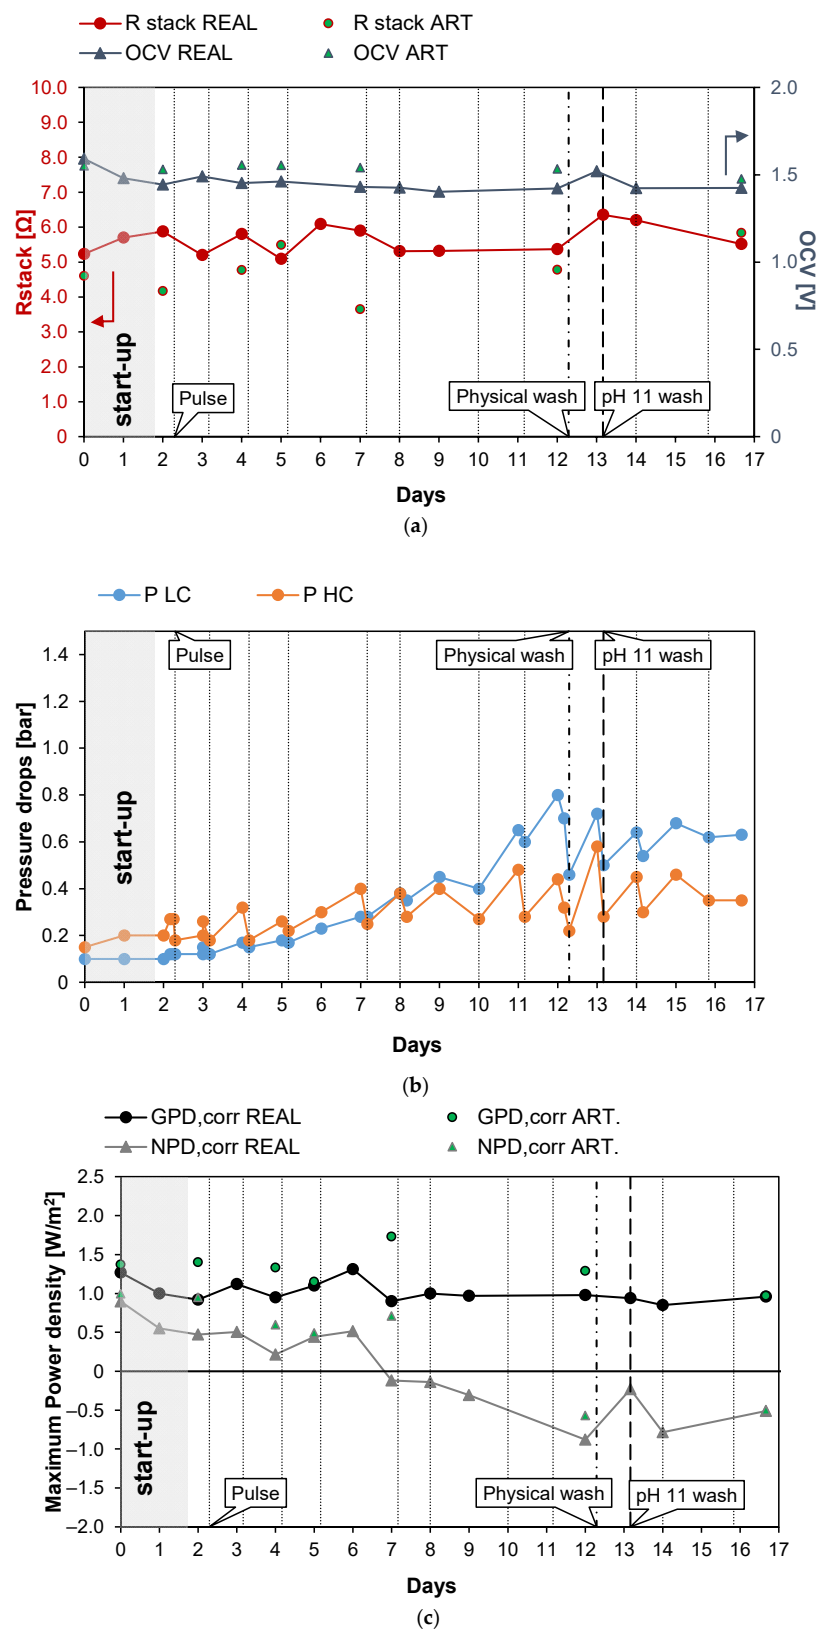 R stack REAL
R stack ART
OCV REAL
OCV ART
10.0
9.0
8.0
7.0
6.0
5.0
4.0
3.0
2.0
1.0
0
Rstack [Ω]
2.0
1.5
1.0
0.5
0
OCV [V]
start-up
Pulse
Physical wash
pH 11 wash
0 1 2 3 4 5 6 7 8 9 10 11 12 13 14 15 16 17
Days
(a)
P LC
P HC
1.4
1.2
1.0
0.8
0.6
0.4
0.2
0
Pressure drops [bar]
start-up
Pulse
Physical wash
pH 11 wash
0 1 2 3 4 5 6 7 8 9 10 11 12 13 14 15 16 17
Days
(b)
GPD,corr REAL
GPD,corr ART.
NPD,corr REAL
NPD,corr ART.
2.5
2.0
1.5
1.0
0.5
0
−0.5
−1.0
−1.5
−2.0
Maximum Power density [W/m²]
start-up
Pulse
Physical wash
pH 11 wash
0 1 2 3 4 5 6 7 8 9 10 11 12 13 14 15 16 17
Days
(c)